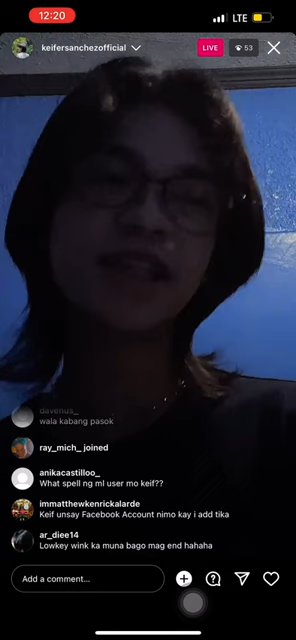 12:20
LTE
keifersanchezofficial
LIVE
53
davenus_
wala kabang pasok
ray_mich_ joined
anikacastilloo_
What spell ng ml user mo keif??
immatthewkenrickalarde
Keif unsay Facebook Account nimo kay i add tika
ar_diee14
Lowkey wink ka muna bago mag end hahaha
Add a comment...